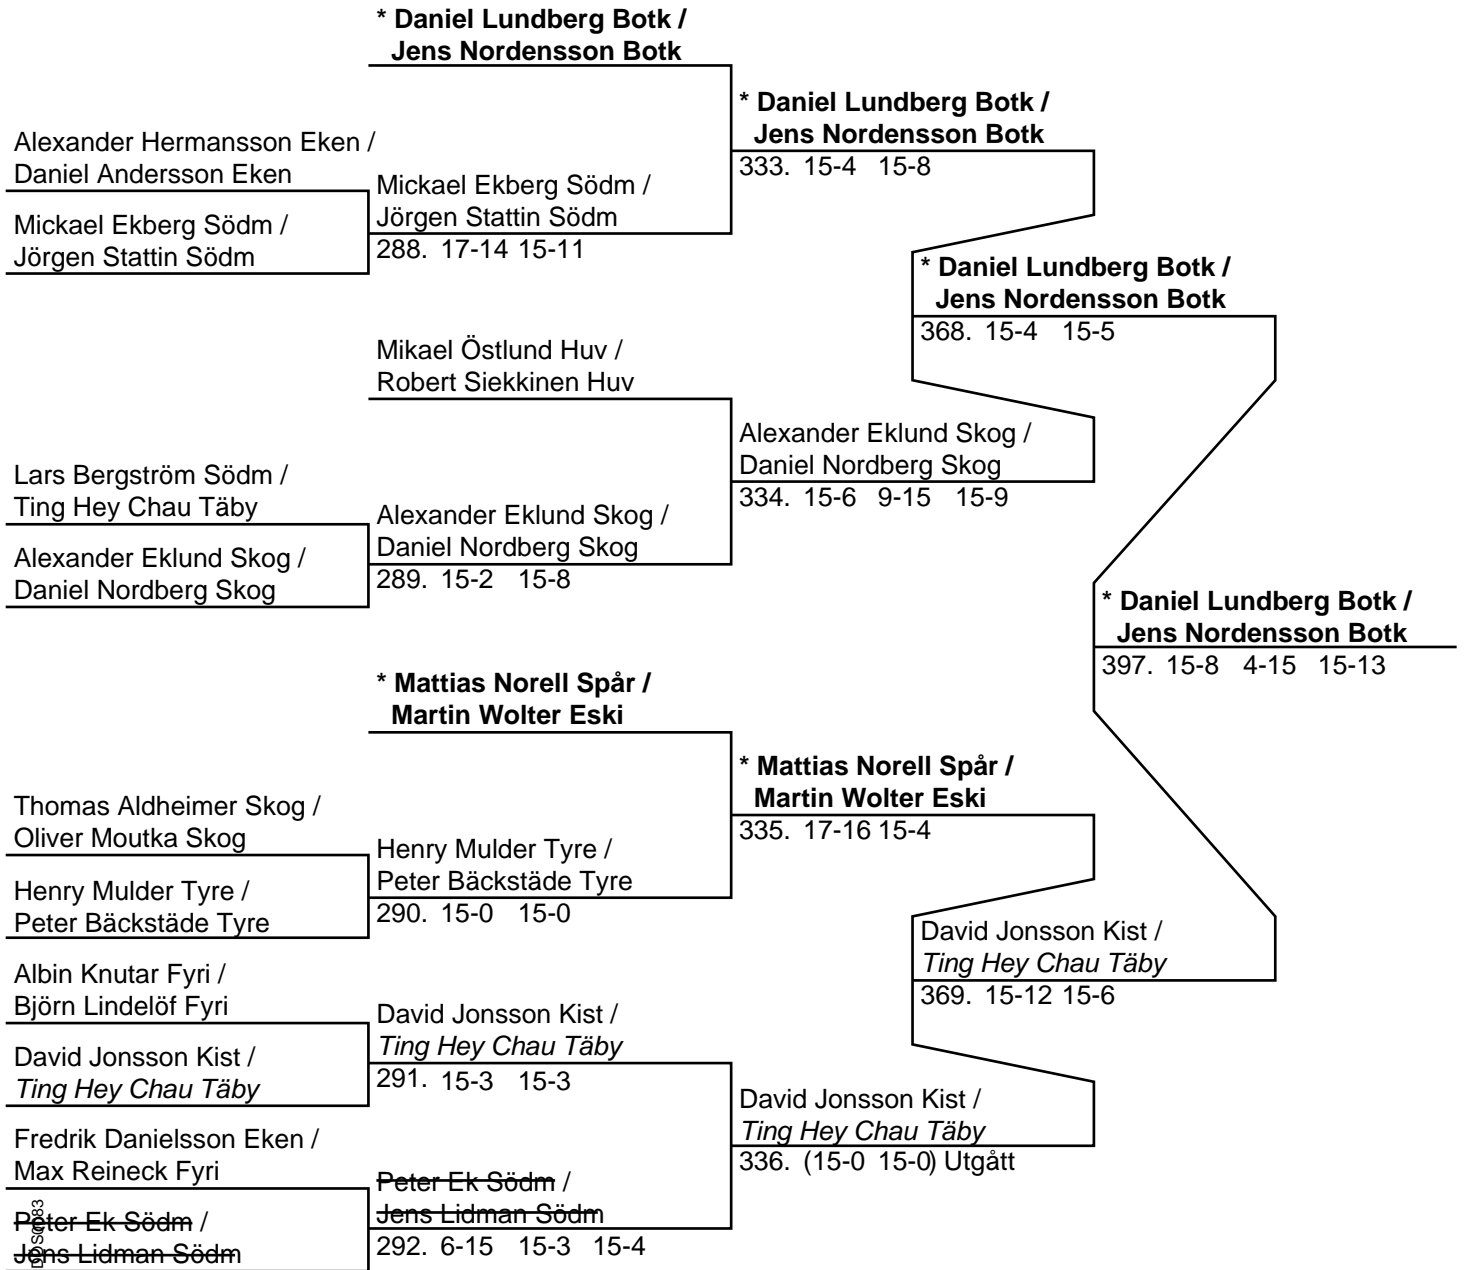 * Daniel Lundberg Botk /
Jens Nordensson Botk
* Daniel Lundberg Botk /
Jens Nordensson Botk
333. 15-4 15-8
Alexander Hermansson Eken /
Daniel Andersson Eken
Mickael Ekberg Södm /
Jörgen Stattin Södm
288. 17-14 15-11
Mickael Ekberg Södm /
Jörgen Stattin Södm
* Daniel Lundberg Botk /
Jens Nordensson Botk
368. 15-4 15-5
Mikael Östlund Huv /
Robert Siekkinen Huv
Alexander Eklund Skog /
Daniel Nordberg Skog
334. 15-6 9-15 15-9
Lars Bergström Södm /
Ting Hey Chau Täby
Alexander Eklund Skog /
Daniel Nordberg Skog
289. 15-2 15-8
Alexander Eklund Skog /
Daniel Nordberg Skog
* Daniel Lundberg Botk /
Jens Nordensson Botk
397. 15-8 4-15 15-13
* Mattias Norell Spår /
Martin Wolter Eski
* Mattias Norell Spår /
Martin Wolter Eski
335. 17-16 15-4
Thomas Aldheimer Skog /
Oliver Moutka Skog
Henry Mulder Tyre /
Peter Bäckstäde Tyre
290. 15-0 15-0
Henry Mulder Tyre /
Peter Bäckstäde Tyre
David Jonsson Kist /
Ting Hey Chau Täby
369. 15-12 15-6
Albin Knutar Fyri /
Björn Lindelöf Fyri
David Jonsson Kist /
Ting Hey Chau Täby
291. 15-3 15-3
David Jonsson Kist /
Ting Hey Chau Täby
David Jonsson Kist /
Ting Hey Chau Täby
336. (15-0 15-0) Utgått
Fredrik Danielsson Eken /
Max Reineck Fyri
Peter Ek Södm /
Jens Lidman Södm
292. 6-15 15-3 15-4
Peter Ek Södm /
Jens Lidman Södm